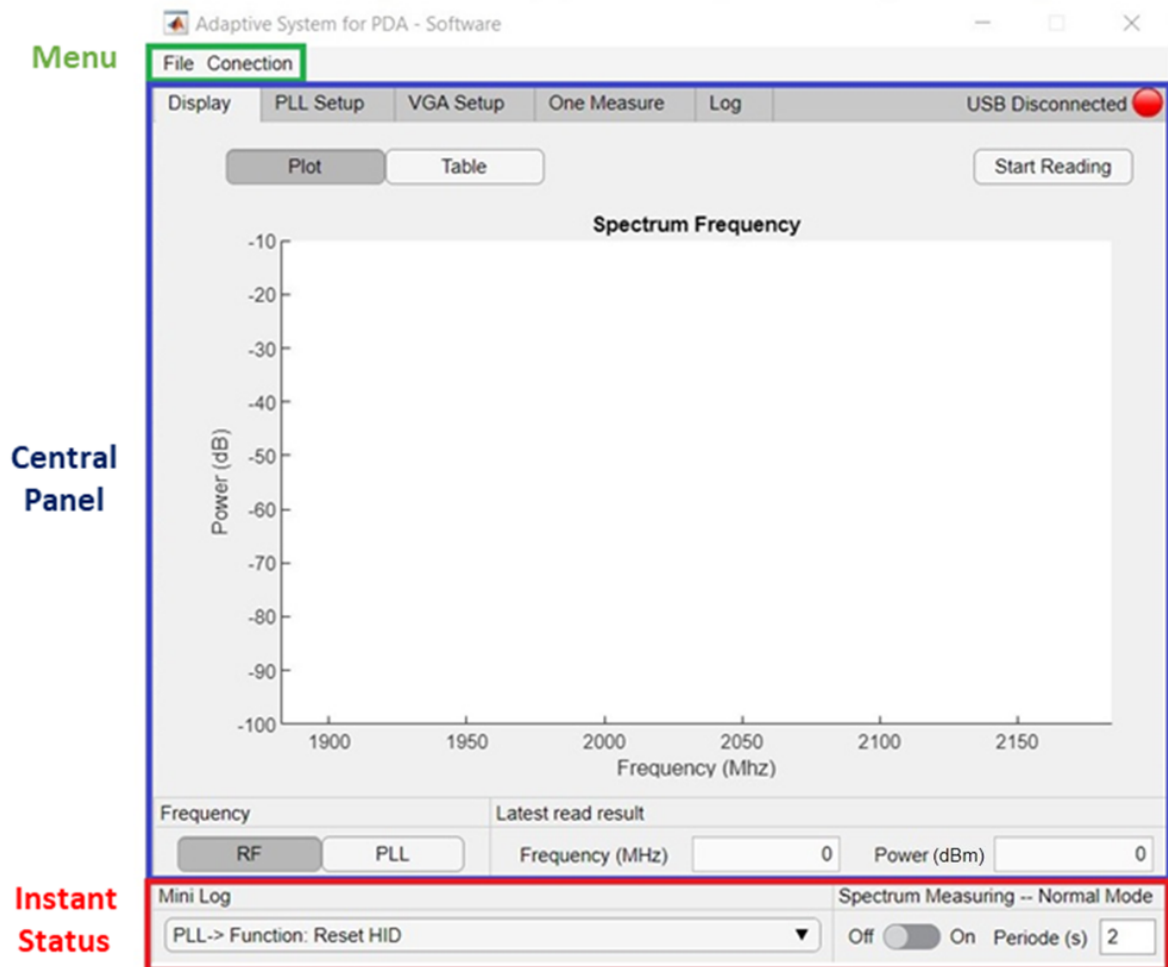 Adaptive System for PDA - Software
Menu
File Conection
Display PLL Setup VGA Setup One Measure Log USB Disconnected
Plot Table Start Reading
Spectrum Frequency
-10
-20
-30
-40
-50
-60
-70
-80
-90
-100
Power (dB)
1900 1950 2000 2050 2100 2150
Frequency (Mhz)
Central
Panel
Frequency Latest read result
RF PLL Frequency (MHz) 0 Power (dBm) 0
Instant
Status
Mini Log Spectrum Measuring -- Normal Mode
PLL-> Function: Reset HID Off On Periode (s) 2